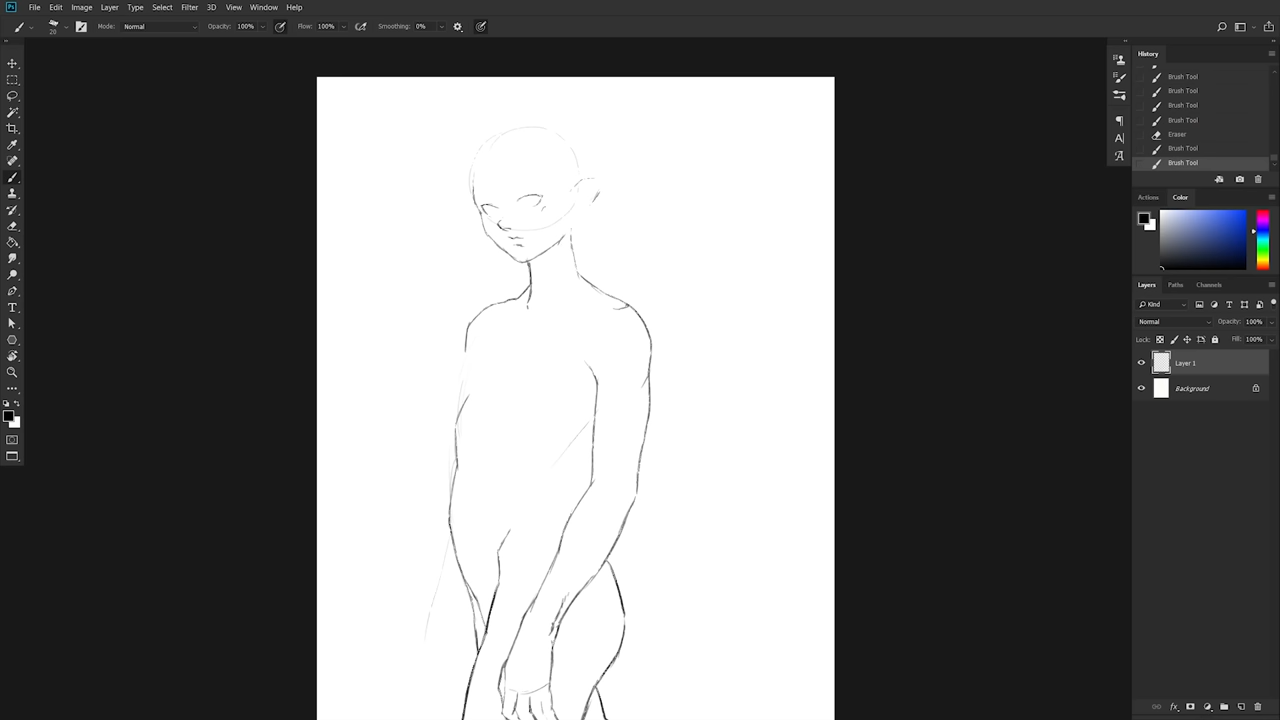 Ps File Edit Image Layer Type Select Filter 3D View Window Help
20 Mode: Normal Opacity: 100% Flow: 100% Smoothing: 0%
History
Brush Tool
Brush Tool
Brush Tool
Brush Tool
Eraser
Brush Tool
Brush Tool
Actions Color
Layers Paths Channels
Kind
Normal Opacity: 100%
Lock: Fill: 100%
Layer 1
Background